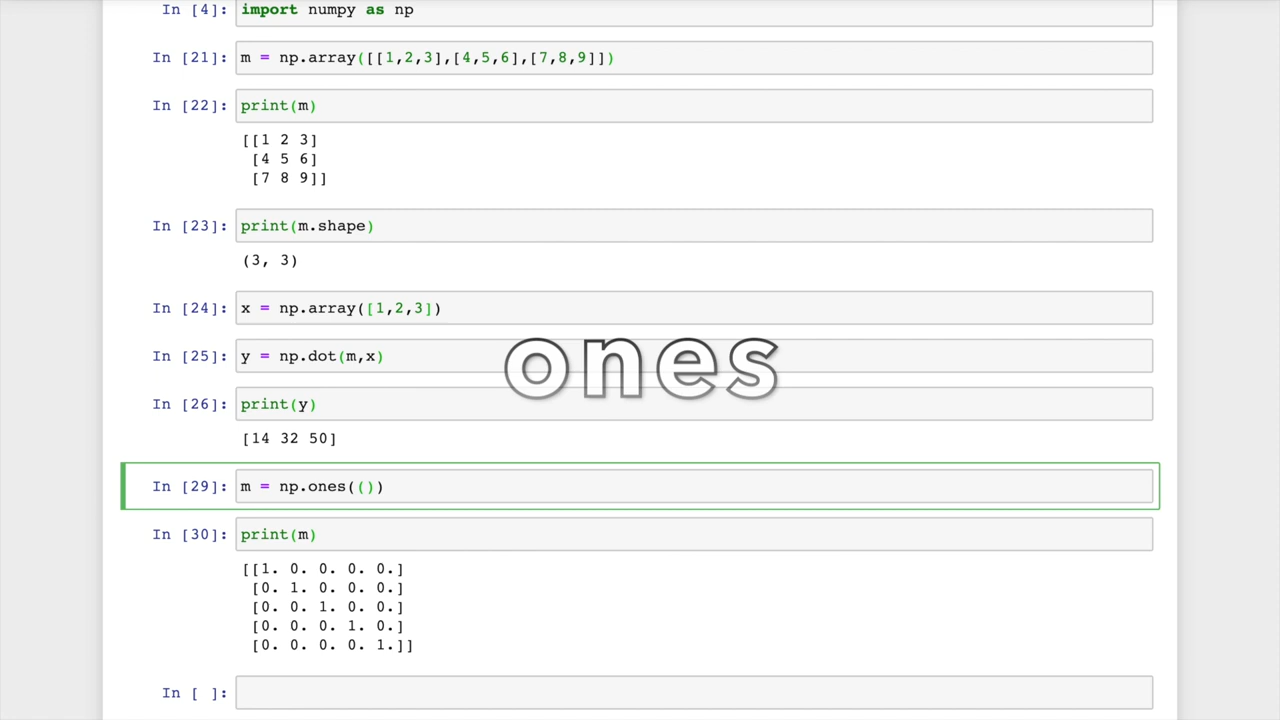 In [4]: import numpy as np
In [21]: m = np.array([[1,2,3],[4,5,6],[7,8,9]])
In [22]: print(m)
[[1 2 3]
[4 5 6]
[7 8 9]]
In [23]: print(m.shape)
(3, 3)
In [24]: x = np.array([1,2,3])
ones
In [25]: y = np.dot(m,x)
In [26]: print(y)
[14 32 50]
In [29]: m = np.ones(())
In [30]: print(m)
[[1. 0. 0. 0. 0.]
[0. 1. 0. 0. 0.]
[0. 0. 1. 0. 0.]
[0. 0. 0. 1. 0.]
[0. 0. 0. 0. 1.]]
In [ ]: